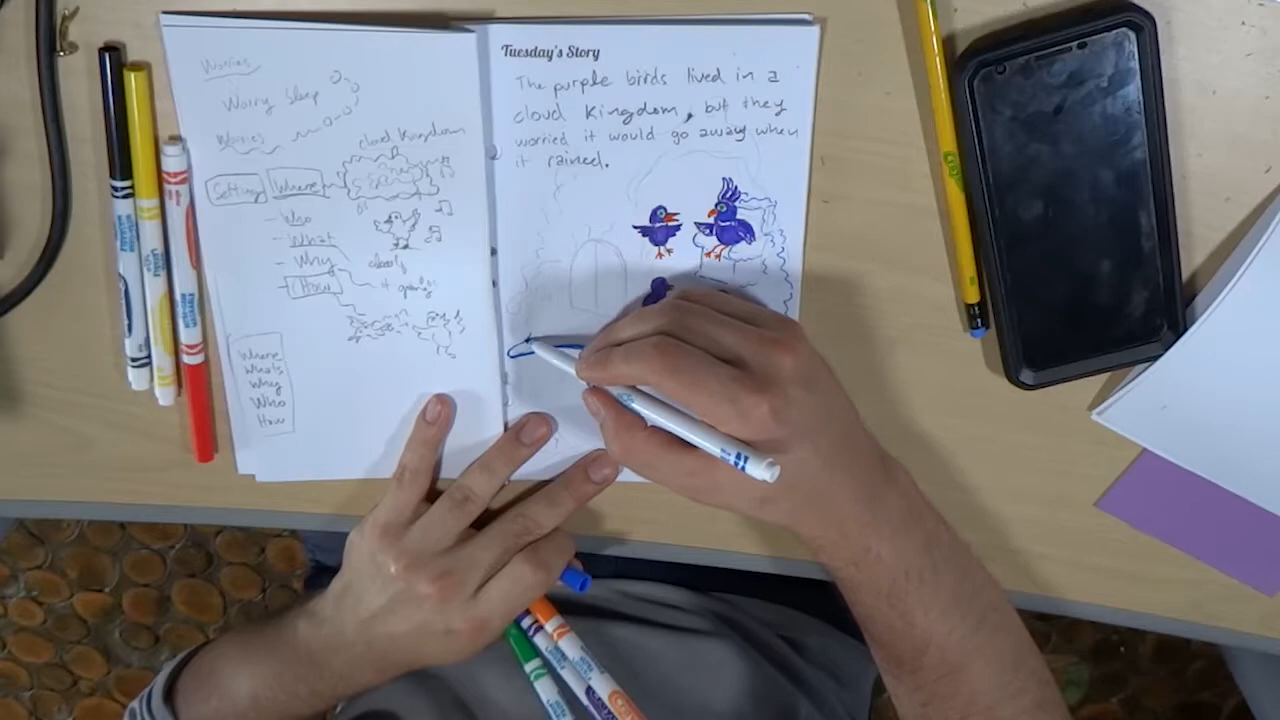 Worries
Worry Sleep
cloud Kingdom
Setting Where
- Who
- What
- Why
- How
Where
Whats
Why
Who
How
Tuesday's Story
The purple birds lived in a
cloud Kingdom, but they
worried it would go away when
it rained.